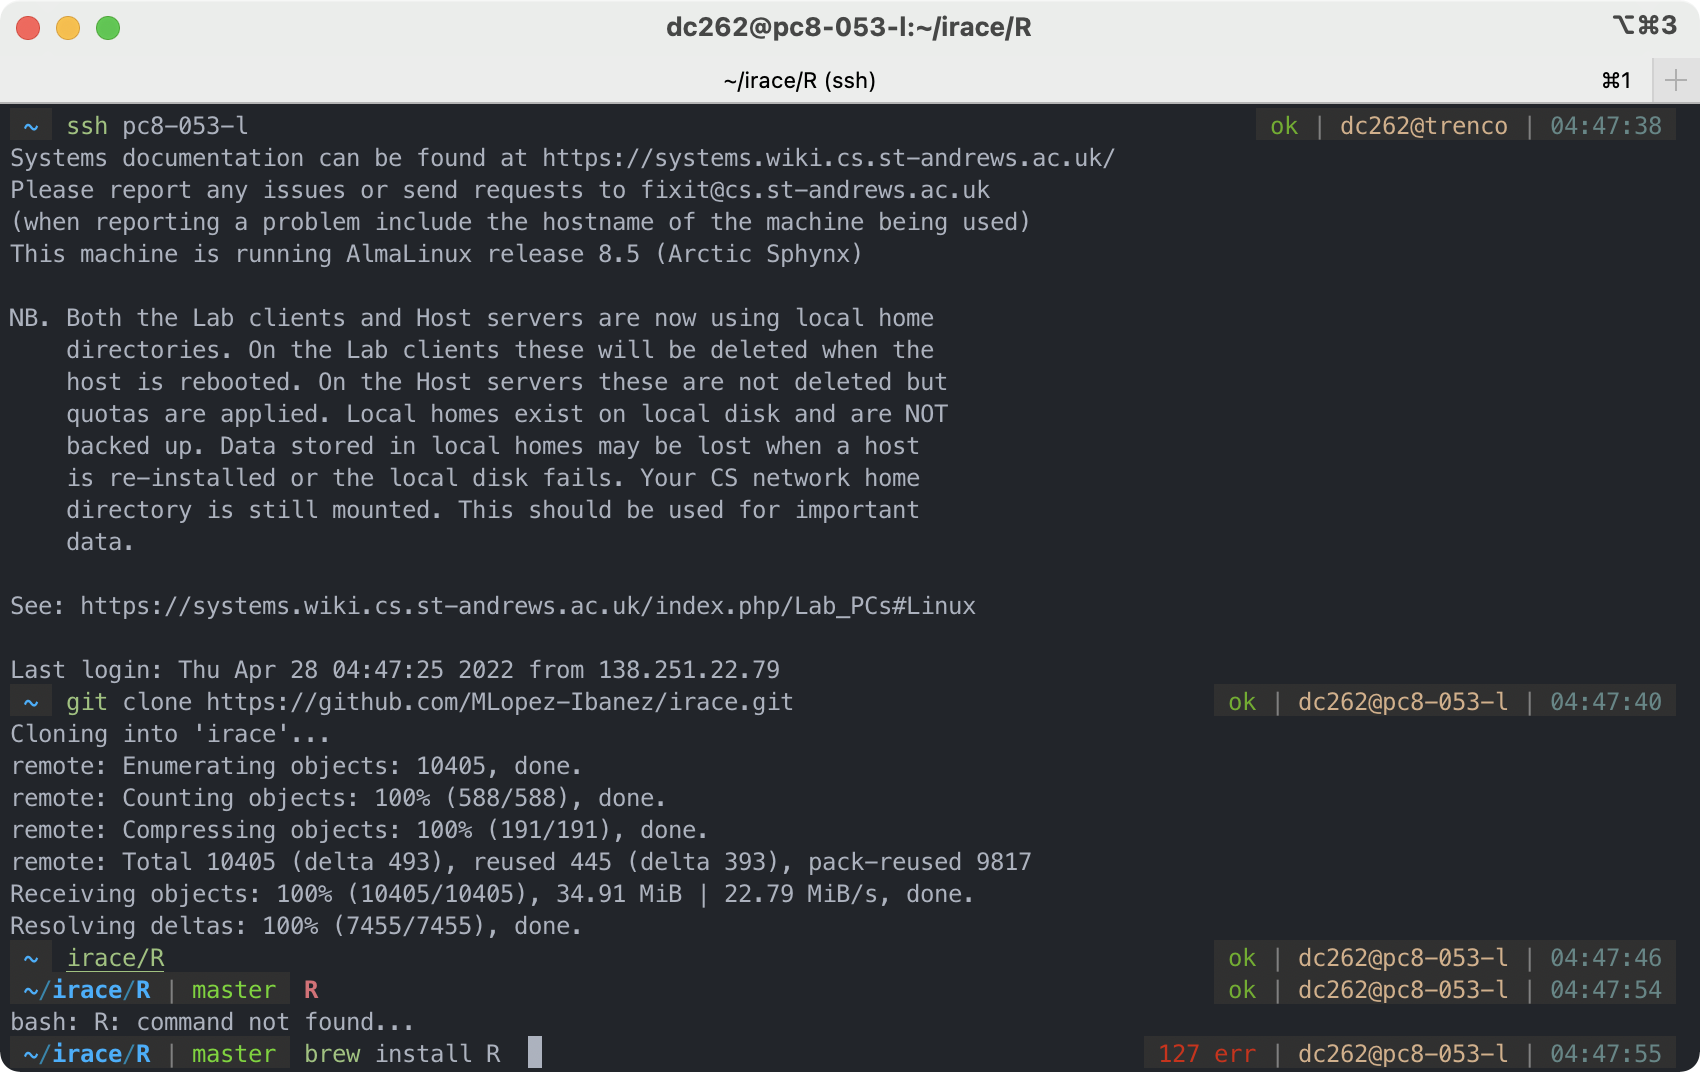 dc262@pc8-053-l:~/irace/R ⌥⌘3
~/irace/R (ssh) ⌘1 +
~ ssh pc8-053-l ok | dc262@trenco | 04:47:38
Systems documentation can be found at https://systems.wiki.cs.st-andrews.ac.uk/
Please report any issues or send requests to fixit@cs.st-andrews.ac.uk
(when reporting a problem include the hostname of the machine being used)
This machine is running AlmaLinux release 8.5 (Arctic Sphynx)
NB. Both the Lab clients and Host servers are now using local home
directories. On the Lab clients these will be deleted when the
host is rebooted. On the Host servers these are not deleted but
quotas are applied. Local homes exist on local disk and are NOT
backed up. Data stored in local homes may be lost when a host
is re-installed or the local disk fails. Your CS network home
directory is still mounted. This should be used for important
data.
See: https://systems.wiki.cs.st-andrews.ac.uk/index.php/Lab_PCs#Linux
Last login: Thu Apr 28 04:47:25 2022 from 138.251.22.79
~ git clone https://github.com/MLopez-Ibanez/irace.git ok | dc262@pc8-053-l | 04:47:40
Cloning into 'irace'...
remote: Enumerating objects: 10405, done.
remote: Counting objects: 100% (588/588), done.
remote: Compressing objects: 100% (191/191), done.
remote: Total 10405 (delta 493), reused 445 (delta 393), pack-reused 9817
Receiving objects: 100% (10405/10405), 34.91 MiB | 22.79 MiB/s, done.
Resolving deltas: 100% (7455/7455), done.
~ irace/R ok | dc262@pc8-053-l | 04:47:46
~/irace/R | master R ok | dc262@pc8-053-l | 04:47:54
bash: R: command not found...
~/irace/R | master brew install R 127 err | dc262@pc8-053-l | 04:47:55